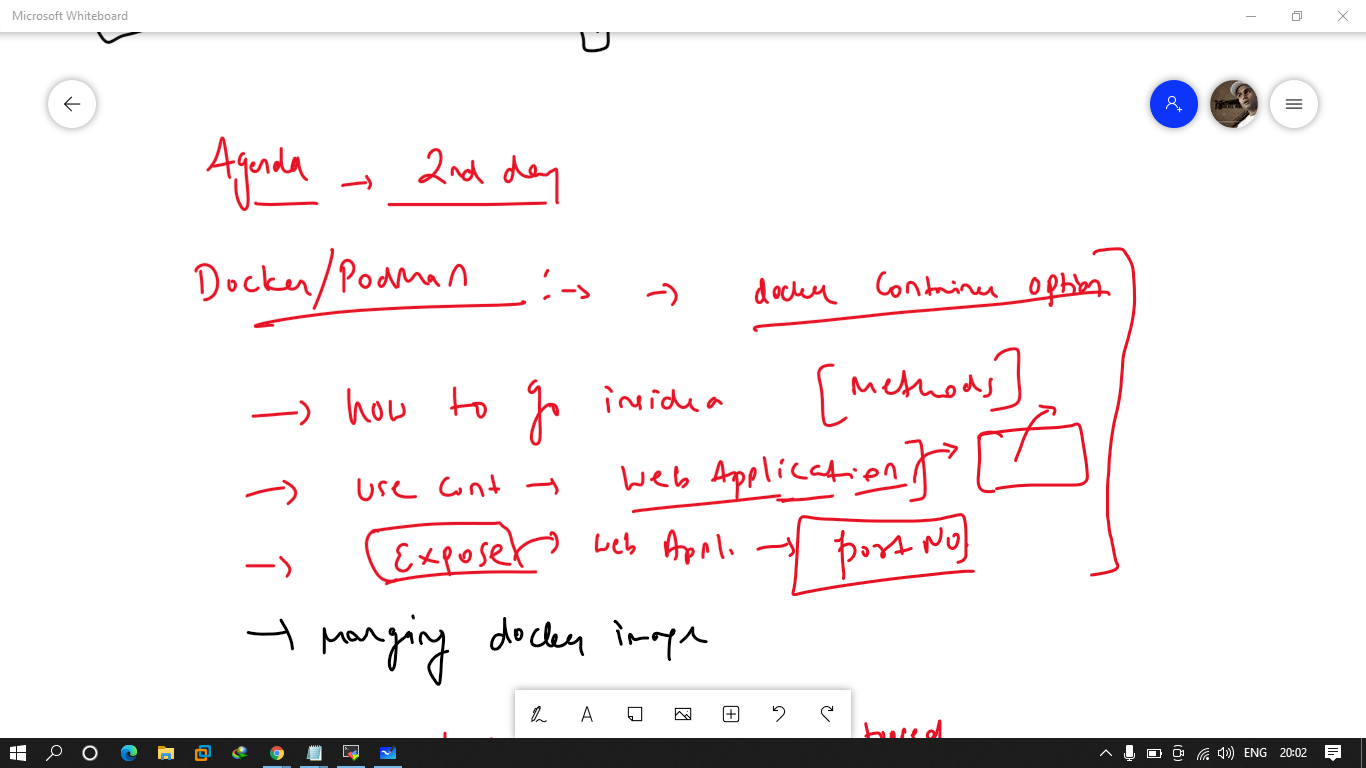 Microsoft Whiteboard
Agenda → 2nd day
Docker/Podman :→ → docker container option
→ how to go inside a [Methods]
→ use cont → Web Application]
→ Expose Web Appl. → port No
→ manging docker image
based
ENG 20:02